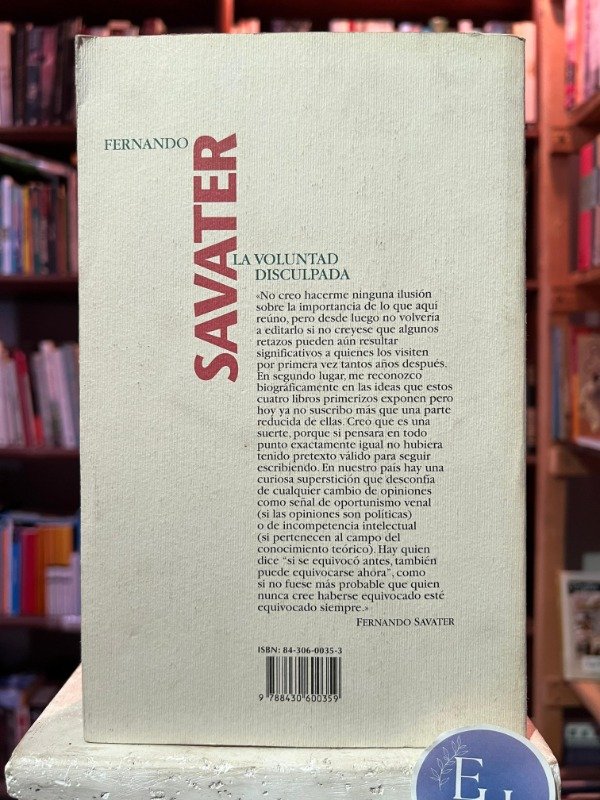 FERNANDO
SAVATER
LA VOLUNTAD
DISCULPADA
«No creo hacerme ninguna ilusión
sobre la importancia de lo que aquí
reúno, pero desde luego no volvería
a editarlo si no creyese que algunos
retazos pueden aún resultar
significativos a quienes los visiten
por primera vez tantos años después.
En segundo lugar, me reconozco
biográficamente en las ideas que estos
cuatro libros primerizos exponen pero
hoy ya no suscribo más que una parte
reducida de ellas. Creo que es una
suerte, porque si pensara en todo
punto exactamente igual no hubiera
tenido pretexto válido para seguir
escribiendo. En nuestro país hay una
curiosa superstición que desconfía
de cualquier cambio de opiniones
como señal de oportunismo venal
(si las opiniones son políticas)
o de incompetencia intelectual
(si pertenecen al campo del
conocimiento teórico). Hay quien
dice “si se equivocó antes, también
puede equivocarse ahora”, como
si no fuese más probable que quien
nunca cree haberse equivocado esté
equivocado siempre.»
FERNANDO SAVATER
ISBN: 84-306-0035-3
9 788430 600359